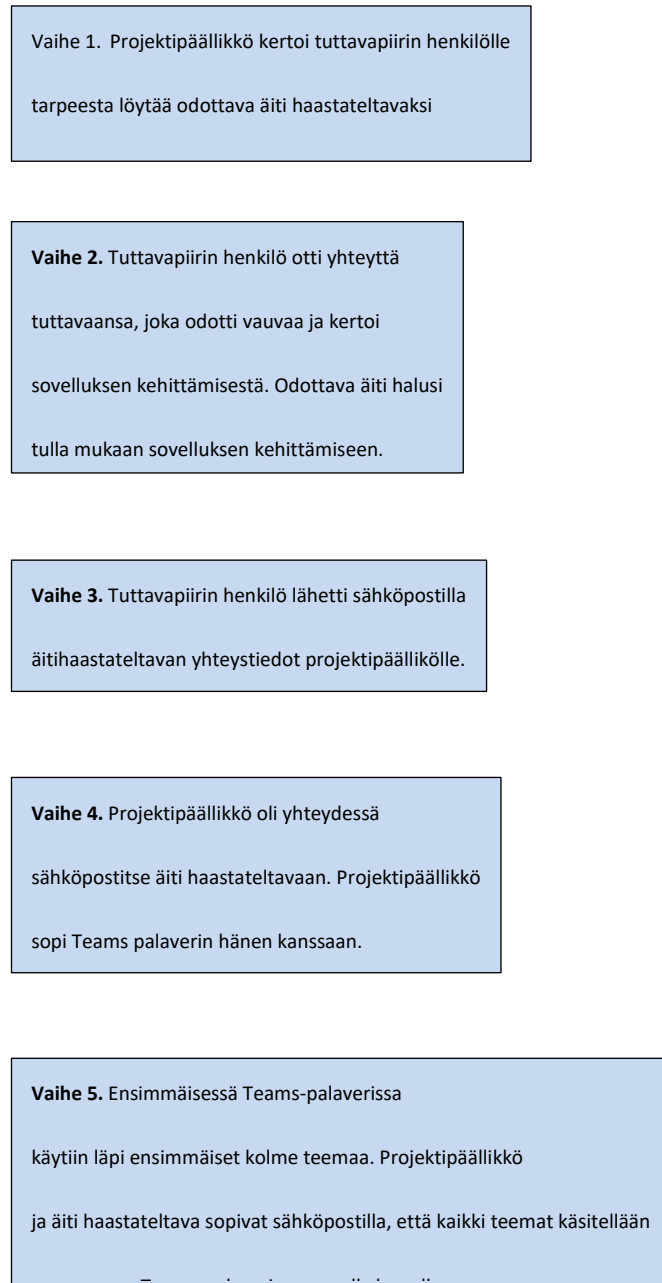 Vaihe 1. Projektipäällikkö kertoi tuttavapiirin henkilölle
tarpeesta löytää odottava äiti haastateltavaksi
Vaihe 2. Tuttavapiirin henkilö otti yhteyttä
tuttavaansa, joka odotti vauvaa ja kertoi
sovelluksen kehittämisestä. Odottava äiti halusi
tulla mukaan sovelluksen kehittämiseen.
Vaihe 3. Tuttavapiirin henkilö lähetti sähköpostilla
äitihaastateltavan yhteystiedot projektipäällikölle.
Vaihe 4. Projektipäällikkö oli yhteydessä
sähköpostitse äiti haastateltavaan. Projektipäällikkö
sopi Teams palaverin hänen kanssaan.
Vaihe 5. Ensimmäisessä Teams-palaverissa
käytiin läpi ensimmäiset kolme teemaa. Projektipäällikkö
ja äiti haastateltava sopivat sähköpostilla, että kaikki teemat käsitellään